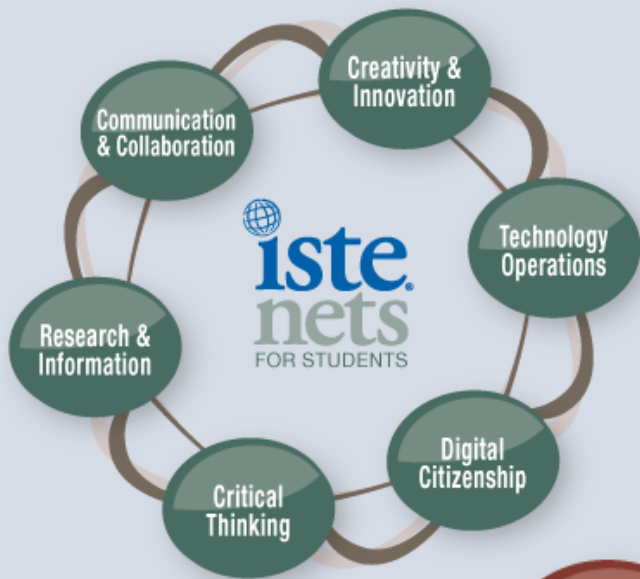 Creativity &
Innovation
Communication
& Collaboration
Technology
Operations
iste®
nets
FOR STUDENTS
Research &
Information
Digital
Citizenship
Critical
Thinking